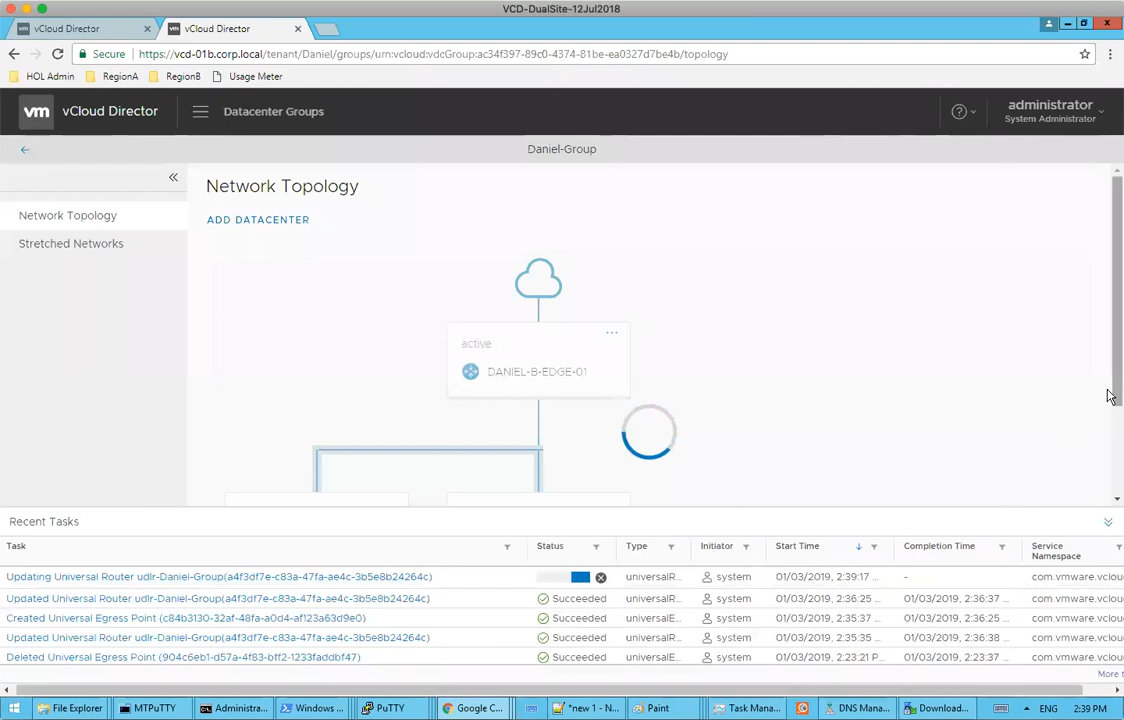 VCD-DualSite-12Jul2018
vCloud Director
vCloud Director
Secure
https://vcd-01b.corp.local/tenant/Daniel/groups/urn:vcloud:vdcGroup:ac34f397-89c0-4374-81be-ea0327d7be4b/topology
HOL Admin RegionA RegionB Usage Meter
vm vCloud Director Datacenter Groups
administrator
System Administrator
Daniel-Group
Network Topology
ADD DATACENTER
Network Topology
Stretched Networks
active
DANIEL-B-EDGE-01
Recent Tasks
Task Status Type Initiator Start Time Completion Time Service Namespace
Updating Universal Router udlr-Daniel-Group(a4f3df7e-c83a-47fa-ae4c-3b5e8b24264c) universalR... system 01/03/2019, 2:39:17 ... - com.vmware.vclou
Updated Universal Router udlr-Daniel-Group(a4f3df7e-c83a-47fa-ae4c-3b5e8b24264c) Succeeded universalR... system 01/03/2019, 2:36:25 ... 01/03/2019, 2:36:37 ... com.vmware.vclou
Created Universal Egress Point (c84b3130-32af-48fa-a0d4-af123a63d9e0) Succeeded universalE... system 01/03/2019, 2:35:37 ... 01/03/2019, 2:36:25 ... com.vmware.vclou
Updated Universal Router udlr-Daniel-Group(a4f3df7e-c83a-47fa-ae4c-3b5e8b24264c) Succeeded universalR... system 01/03/2019, 2:35:35 ... 01/03/2019, 2:36:38 ... com.vmware.vclou
Deleted Universal Egress Point (904c6eb1-d57a-4f83-bff2-1233faddbf47) Succeeded universalE... system 01/03/2019, 2:23:21 P... 01/03/2019, 2:23:37 ... com.vmware.vclou
More t
File Explorer MTPuTTY Administra... Windows ... PuTTY Google C... *new 1 - N... Paint Task Mana... DNS Mana... Download... ENG 2:39 PM